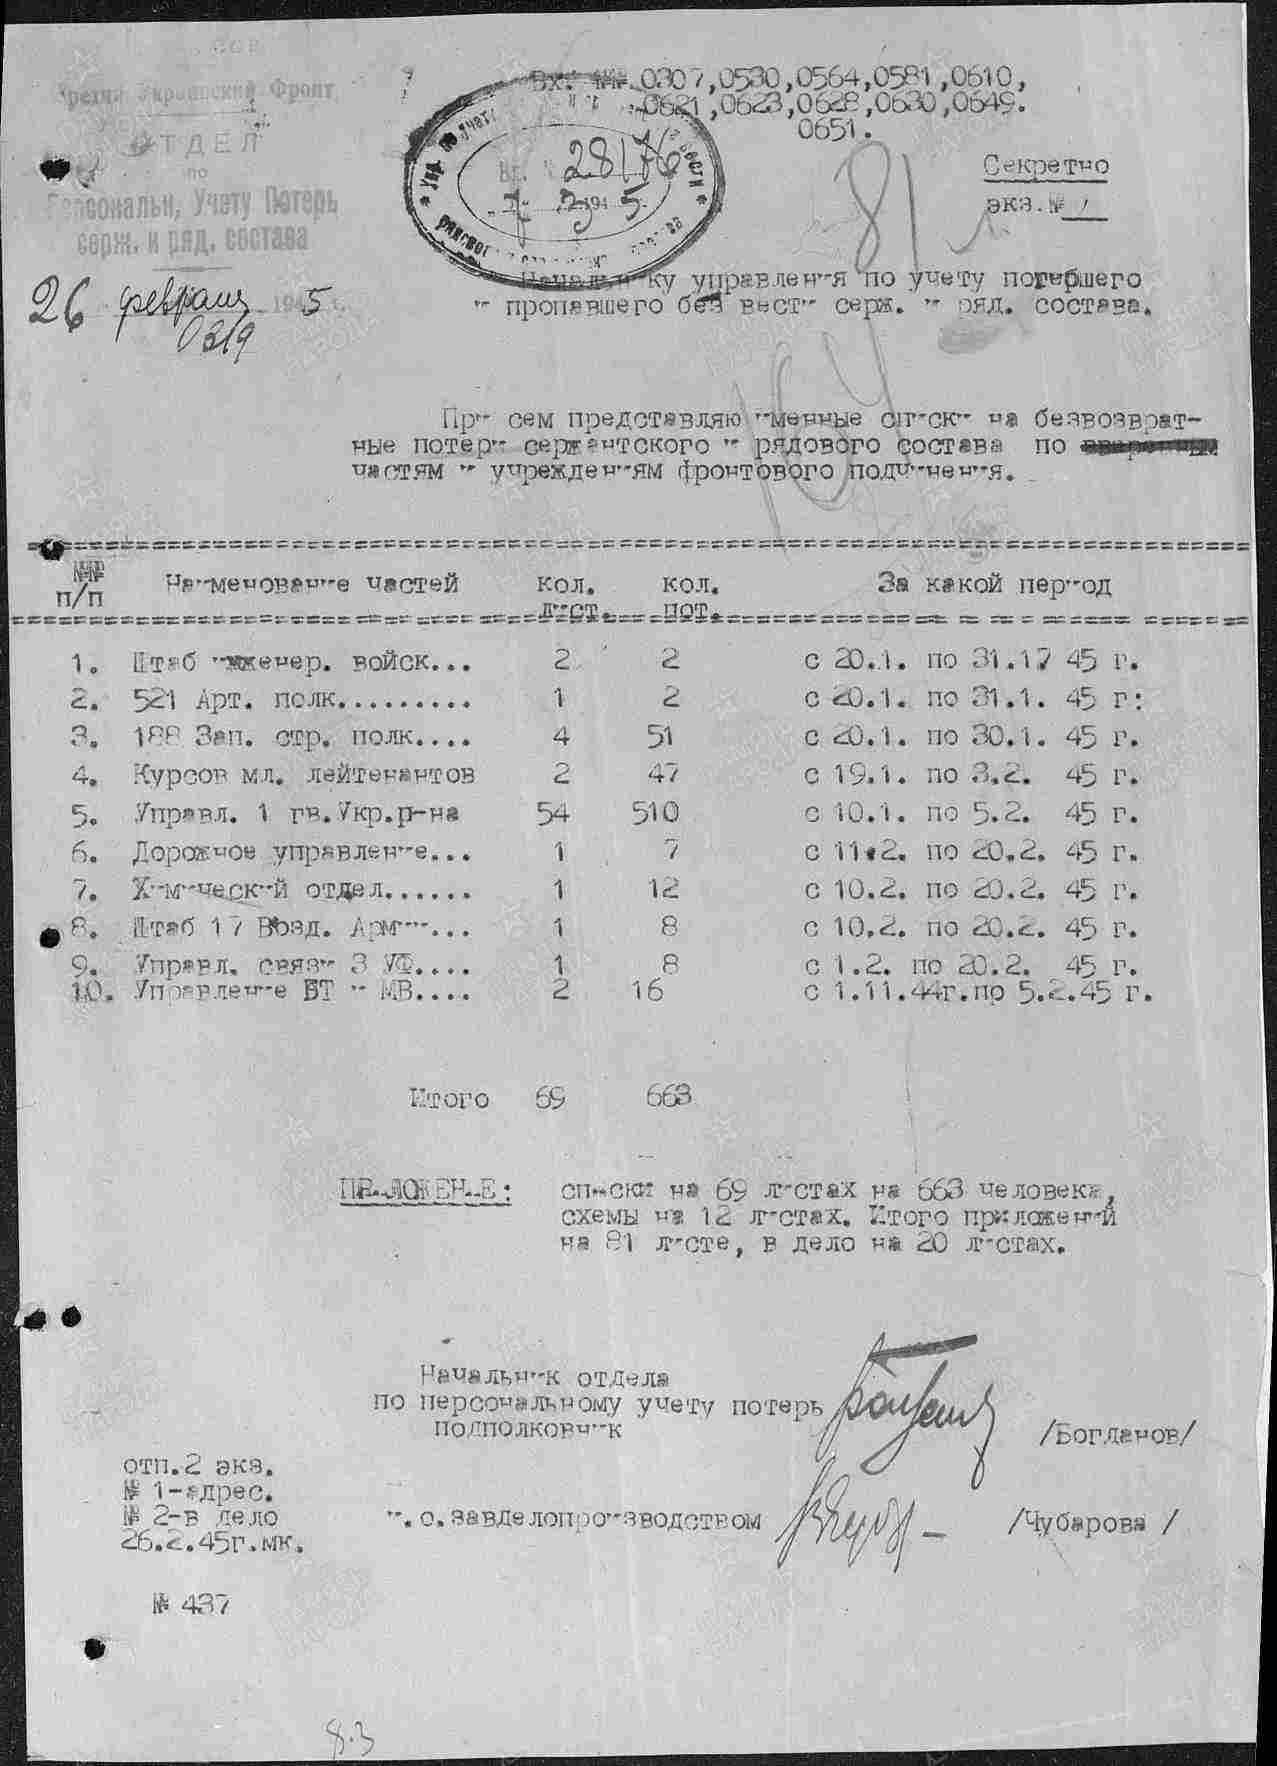 ССР
Третий Украинский Фронт
ОТДЕЛ
по
Персональн. Учету Потерь
серж. и ряд. состава
26 февраля 1945 г.
0319
Вх. №№ 0307,0530,0564,0581,0610,
0621,0623,0628,0630,0649.
0651.
Упр. по учету
Вх. № 28176
7 3 1945
81
Секретно
экз.№ 1
Начальнику управления по учету погибшего
и пропавшего без вести серж. и ряд. состава.
При сем представляю именные списки на безвозврат-
ные потери сержантского и рядового состава по
частям и учреждениям фронтового подчинения.
№№ п/п Наименование частей кол. лист. кол. пот. За какой период
1. Штаб инженер. войск... 2 2 с 20.1. по 31.1? 45 г.
2. 521 Арт. полк......... 1 2 с 20.1. по 31.1. 45 г:
3. 188 Зап. стр. полк.... 4 51 с 20.1. по 30.1. 45 г.
4. Курсов мл. лейтенантов 2 47 с 19.1. по 3.2. 45 г.
5. Управл. 1 гв.Укр.р-на 54 510 с 10.1. по 5.2. 45 г.
6. Дорожное управление... 1 7 с 11.2. по 20.2. 45 г.
7. Химический отдел...... 1 12 с 10.2. по 20.2. 45 г.
8. Штаб 17 Возд. Армии... 1 8 с 10.2. по 20.2. 45 г.
9. Управл. связи 3 УФ.... 1 8 с 1.2. по 20.2. 45 г.
10. Управление БТ и МВ.... 2 16 с 1.11.44г.по 5.2.45 г.
Итого 69 663
ПРИЛОЖЕНИЕ: списки на 69 листах на 663 человека,
схемы на 12 листах. Итого приложений
на 81 листе, в дело на 20 листах.
Начальник отдела
по персональному учету потерь
подполковник /Богданов/
отп.2 экз.
№ 1-адрес.
№ 2-в дело
26.2.45г.мк.
и.о.завделопроизводством /Чубарова /
№ 437
8.3